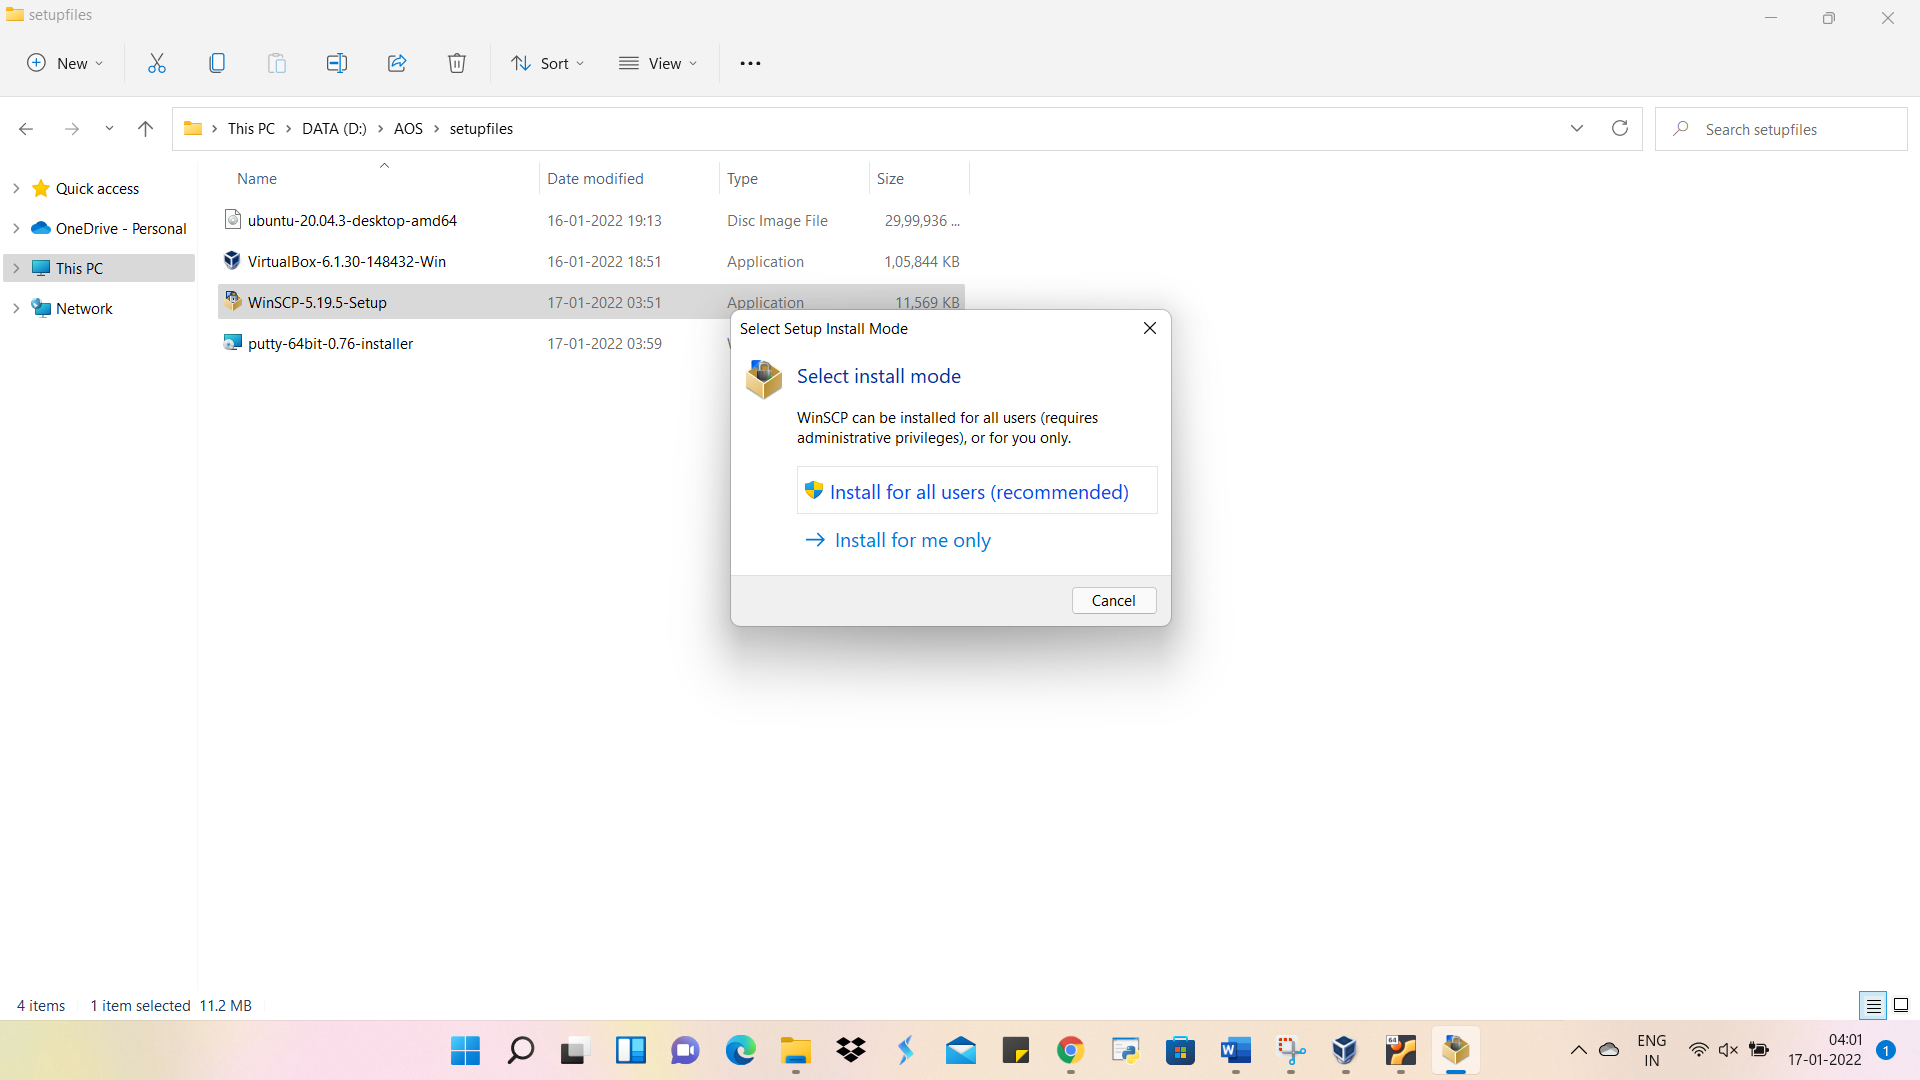 setupfiles
New
Sort
View
This PC
DATA (D:)
AOS
setupfiles
Search setupfiles
Quick access
OneDrive - Personal
This PC
Network
Name Date modified Type Size
ubuntu-20.04.3-desktop-amd64 16-01-2022 19:13 Disc Image File 29,99,936 ...
VirtualBox-6.1.30-148432-Win 16-01-2022 18:51 Application 1,05,844 KB
WinSCP-5.19.5-Setup 17-01-2022 03:51 Application 11,569 KB
putty-64bit-0.76-installer 17-01-2022 03:59
Select Setup Install Mode
Select install mode
WinSCP can be installed for all users (requires
administrative privileges), or for you only.
Install for all users (recommended)
Install for me only
Cancel
4 items 1 item selected 11.2 MB
64
ENG
IN
04:01
17-01-2022
1